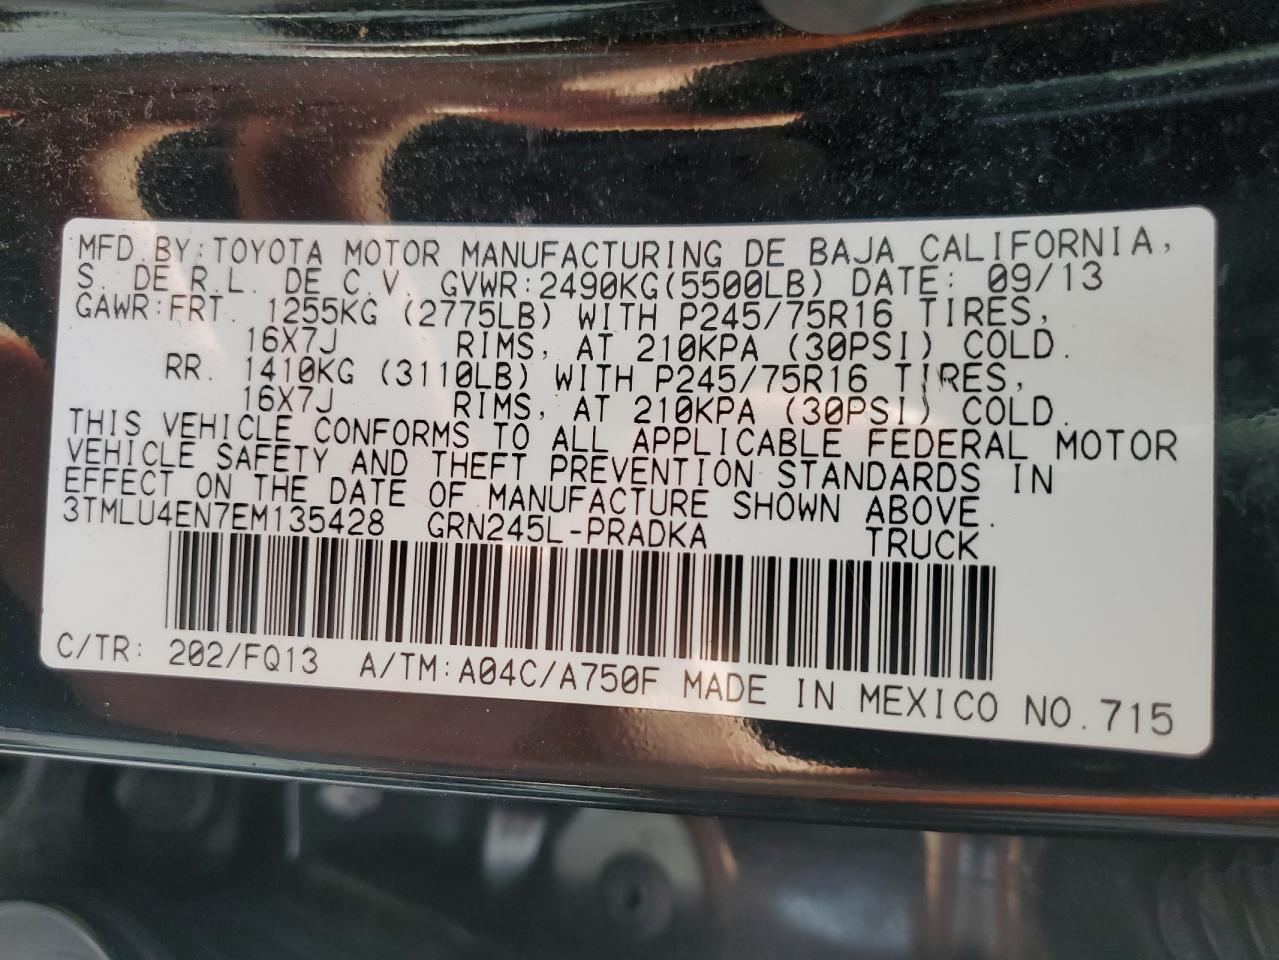 MFD BY:TOYOTA MOTOR MANUFACTURING DE BAJA CALIFORNIA,
S. DE R.L. DE C.V. GVWR:2490KG(5500LB) DATE: 09/13
GAWR:FRT. 1255KG (2775LB) WITH P245/75R16 TIRES,
16X7J RIMS, AT 210KPA (30PSI) COLD.
RR. 1410KG (3110LB) WITH P245/75R16 TIRES,
16X7J RIMS, AT 210KPA (30PSI) COLD.
THIS VEHICLE CONFORMS TO ALL APPLICABLE FEDERAL MOTOR
VEHICLE SAFETY AND THEFT PREVENTION STANDARDS IN
EFFECT ON THE DATE OF MANUFACTURE SHOWN ABOVE.
3TMLU4EN7EM135428 GRN245L-PRADKA TRUCK
C/TR: 202/FQ13 A/TM:A04C/A750F MADE IN MEXICO NO.715